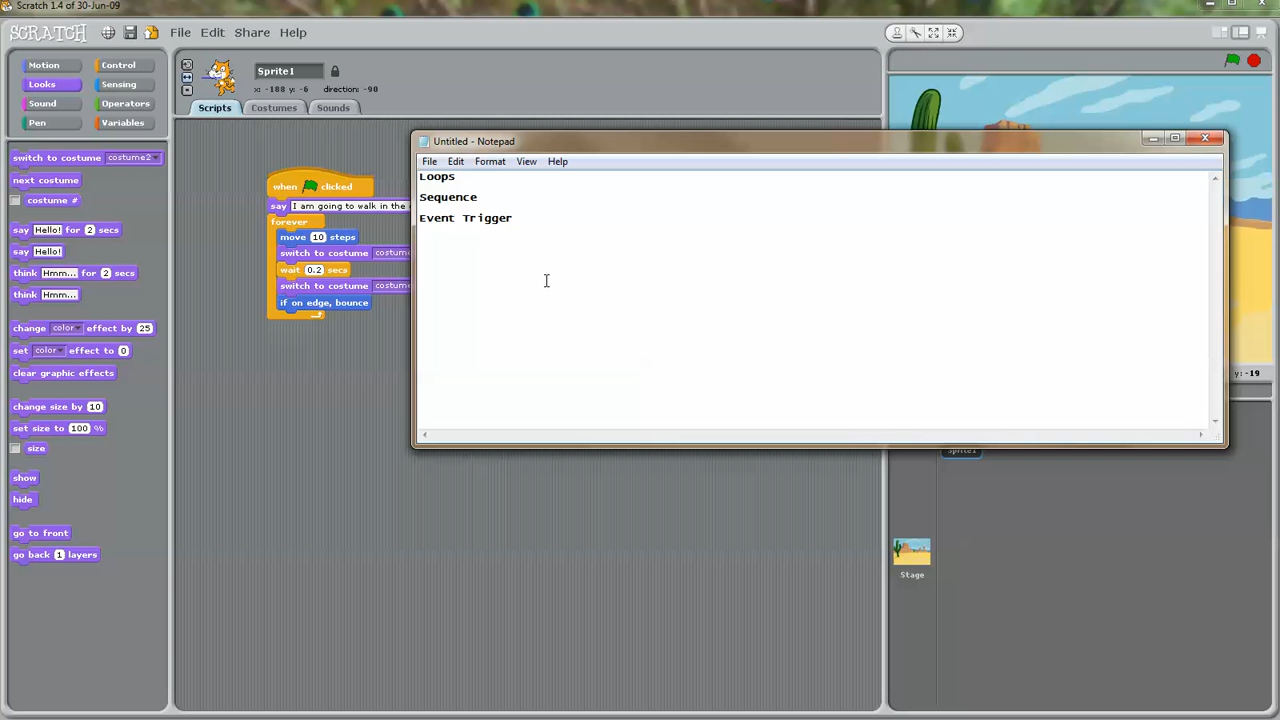 Scratch 1.4 of 30-Jun-09
SCRATCH File Edit Share Help
Motion Control
Looks Sensing
Sound Operators
Pen Variables
switch to costume costume2
next costume
costume #
say Hello! for 2 secs
say Hello!
think Hmm... for 2 secs
think Hmm...
change color effect by 25
set color effect to 0
clear graphic effects
change size by 10
set size to 100 %
size
show
hide
go to front
go back 1 layers
Sprite1
x: -188 y: -6 direction: -90
Scripts Costumes Sounds
when clicked
say I am going to walk in the
forever
move 10 steps
switch to costume
wait 0.2 secs
switch to costume
if on edge, bounce
Untitled - Notepad
File Edit Format View Help
Loops
Sequence
Event Trigger
y: -19
Sprite1
Stage